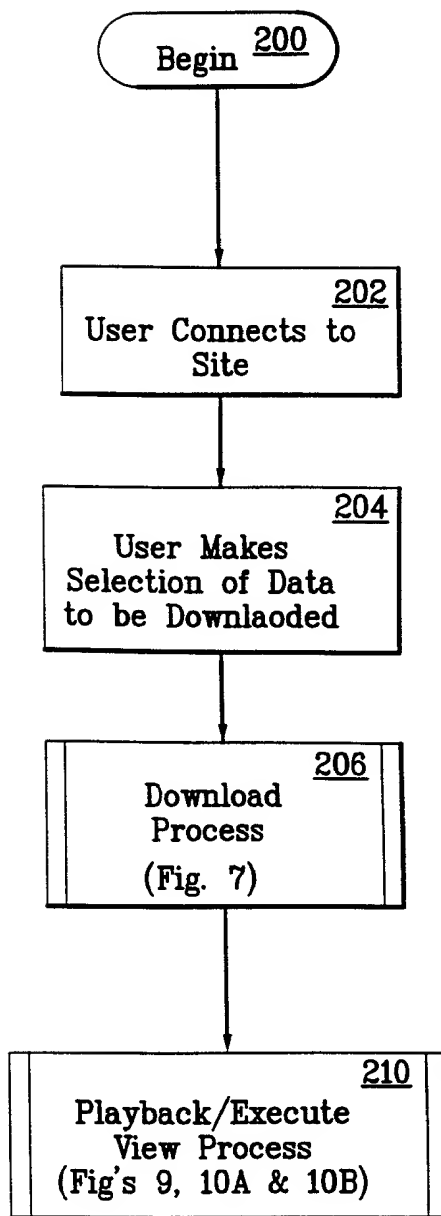 Begin 200
202
User Connects to
Site
204
User Makes
Selection of Data
to be Downlaoded
206
Download
Process
(Fig. 7)
210
Playback/Execute
View Process
(Fig's 9, 10A & 10B)